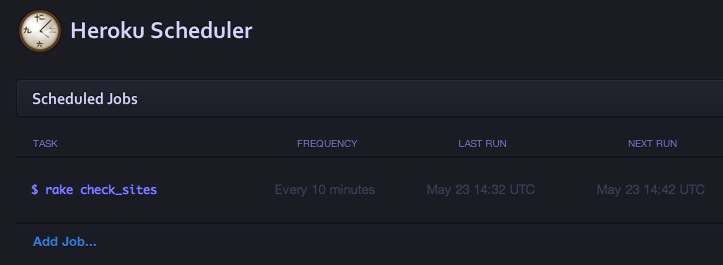 Heroku Scheduler
Scheduled Jobs
TASK FREQUENCY LAST RUN NEXT RUN
$ rake check_sites Every 10 minutes May 23 14:32 UTC May 23 14:42 UTC
Add Job...